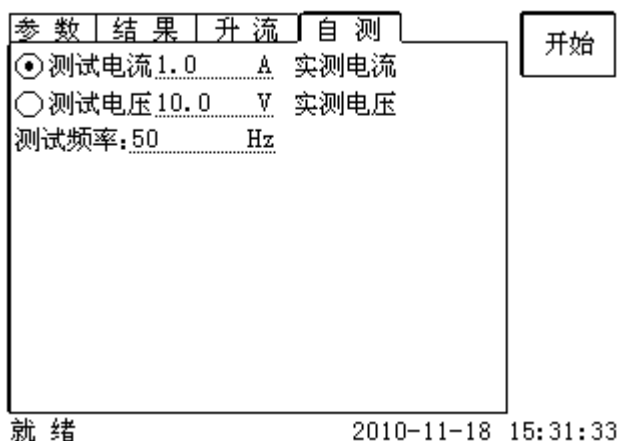 参 数 结 果 升 流 自 测 开始
测试电流1.0 A 实测电流
测试电压10.0 V 实测电压
测试频率:50 Hz
就 绪 2010-11-18 15:31:33